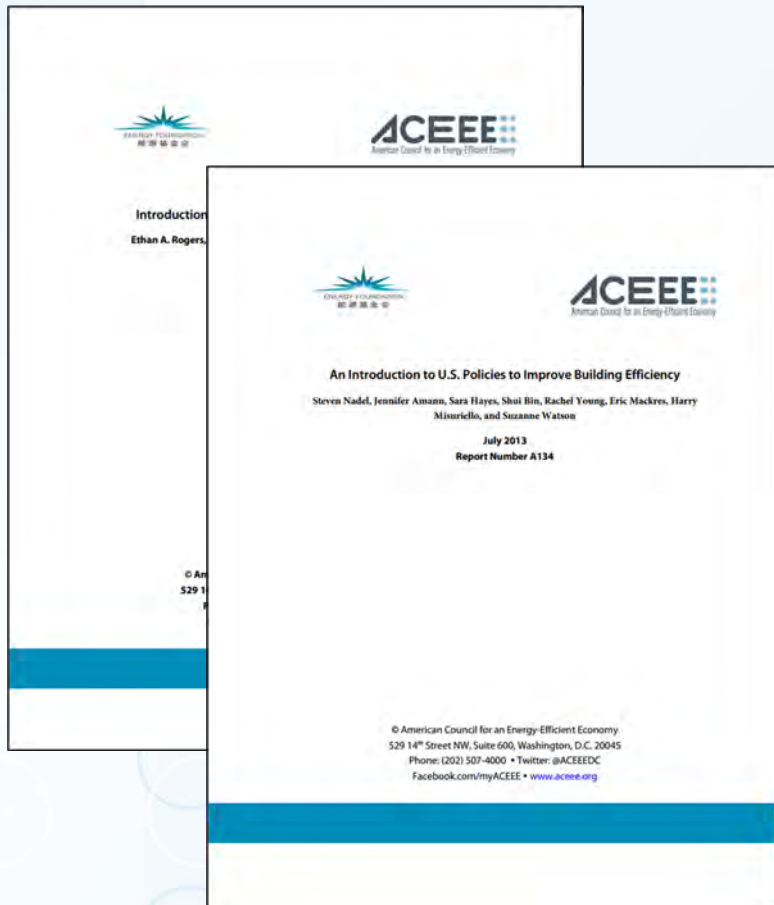 ENERGY FOUNDATION
能源基金会
ACEEE
American Council for an Energy-Efficient Economy
Introduction
Ethan A. Rogers,
© Am
529 1
ENERGY FOUNDATION
能源基金会
ACEEE
American Council for an Energy-Efficient Economy
An Introduction to U.S. Policies to Improve Building Efficiency
Steven Nadel, Jennifer Amann, Sara Hayes, Shui Bin, Rachel Young, Eric Mackres, Harry
Misuriello, and Suzanne Watson
July 2013
Report Number A134
© American Council for an Energy-Efficient Economy
529 14th Street NW, Suite 600, Washington, D.C. 20045
Phone: (202) 507-4000 • Twitter: @ACEEEDC
Facebook.com/myACEEE • www.aceee.org